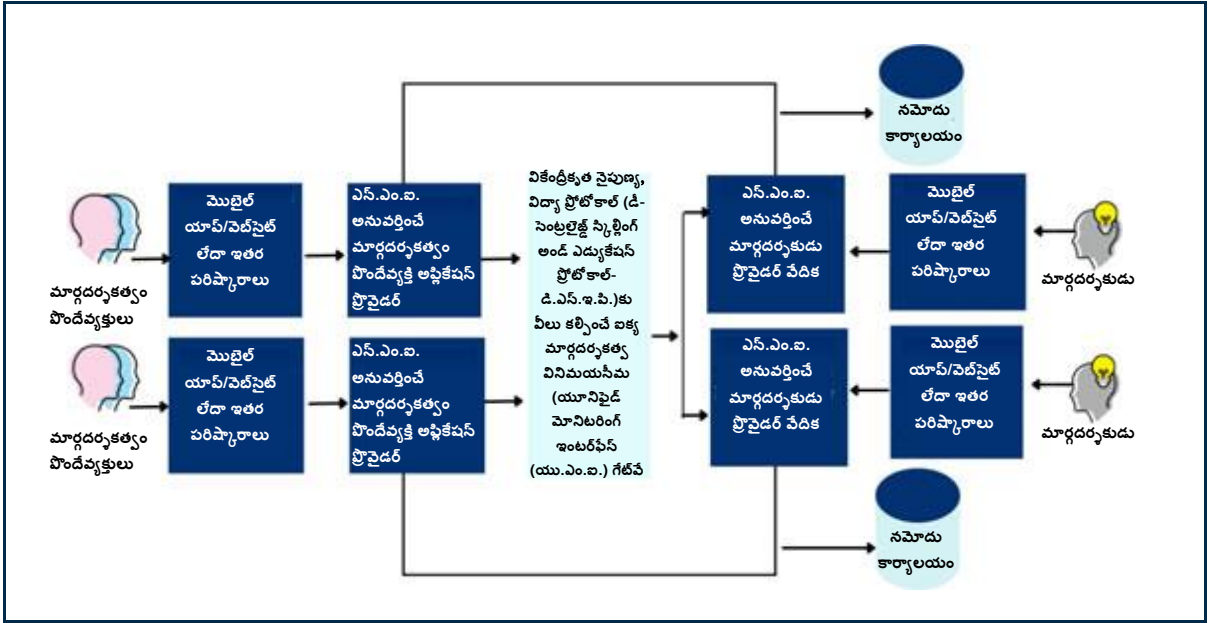 నమోదు
కార్యాలయం
మార్గదర్శకత్వం
పొందేవ్యక్తులు
మొబైల్
యాప్/వెబ్‌సైట్
లేదా ఇతర
పరిష్కారాలు
ఎస్.ఎం.ఐ.
అనువర్తించే
మార్గదర్శకత్వం
పొందేవ్యక్తి అప్లికేషన్
ప్రొవైడర్
వికేంద్రీకృత నైపుణ్య,
విద్యా ప్రోటోకాల్ (డీ-
సెంట్రలైజ్డ్ స్కిల్లింగ్
అండ్ ఎడ్యుకేషన్
ప్రోటోకాల్-
డి.ఎస్.ఇ.పి.)కు
వీలు కల్పించే ఐక్య
మార్గదర్శకత్వ
వినిమయసీమ
(యూనిఫైడ్
మోనిటరింగ్
ఇంటర్‌ఫేస్
(యు.ఎం.ఐ.) గేట్‌వే
ఎస్.ఎం.ఐ.
అనువర్తించే
మార్గదర్శకుడు
ప్రొవైడర్ వేదిక
మొబైల్
యాప్/వెబ్‌సైట్
లేదా ఇతర
పరిష్కారాలు
మార్గదర్శకుడు
మార్గదర్శకత్వం
పొందేవ్యక్తులు
మొబైల్
యాప్/వెబ్‌సైట్
లేదా ఇతర
పరిష్కారాలు
ఎస్.ఎం.ఐ.
అనువర్తించే
మార్గదర్శకత్వం
పొందేవ్యక్తి అప్లికేషన్
ప్రొవైడర్
ఎస్.ఎం.ఐ.
అనువర్తించే
మార్గదర్శకుడు
ప్రొవైడర్ వేదిక
మొబైల్
యాప్/వెబ్‌సైట్
లేదా ఇతర
పరిష్కారాలు
మార్గదర్శకుడు
నమోదు
కార్యాలయం